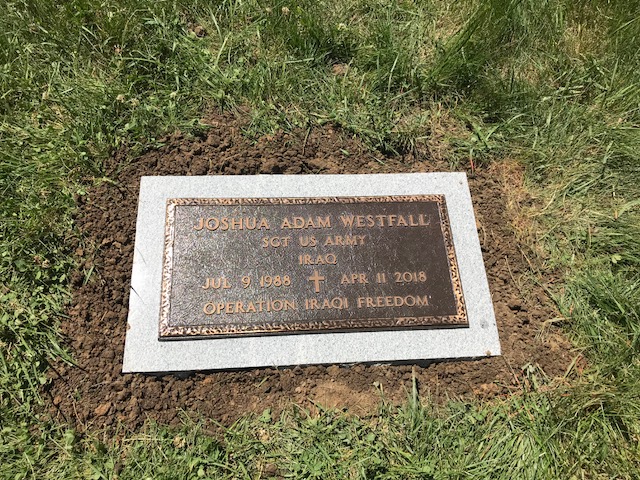 JOSHUA ADAM WESTFALL
SGT US ARMY
IRAQ
JUL 9 1988 APR 11 2018
OPERATION IRAQI FREEDOM